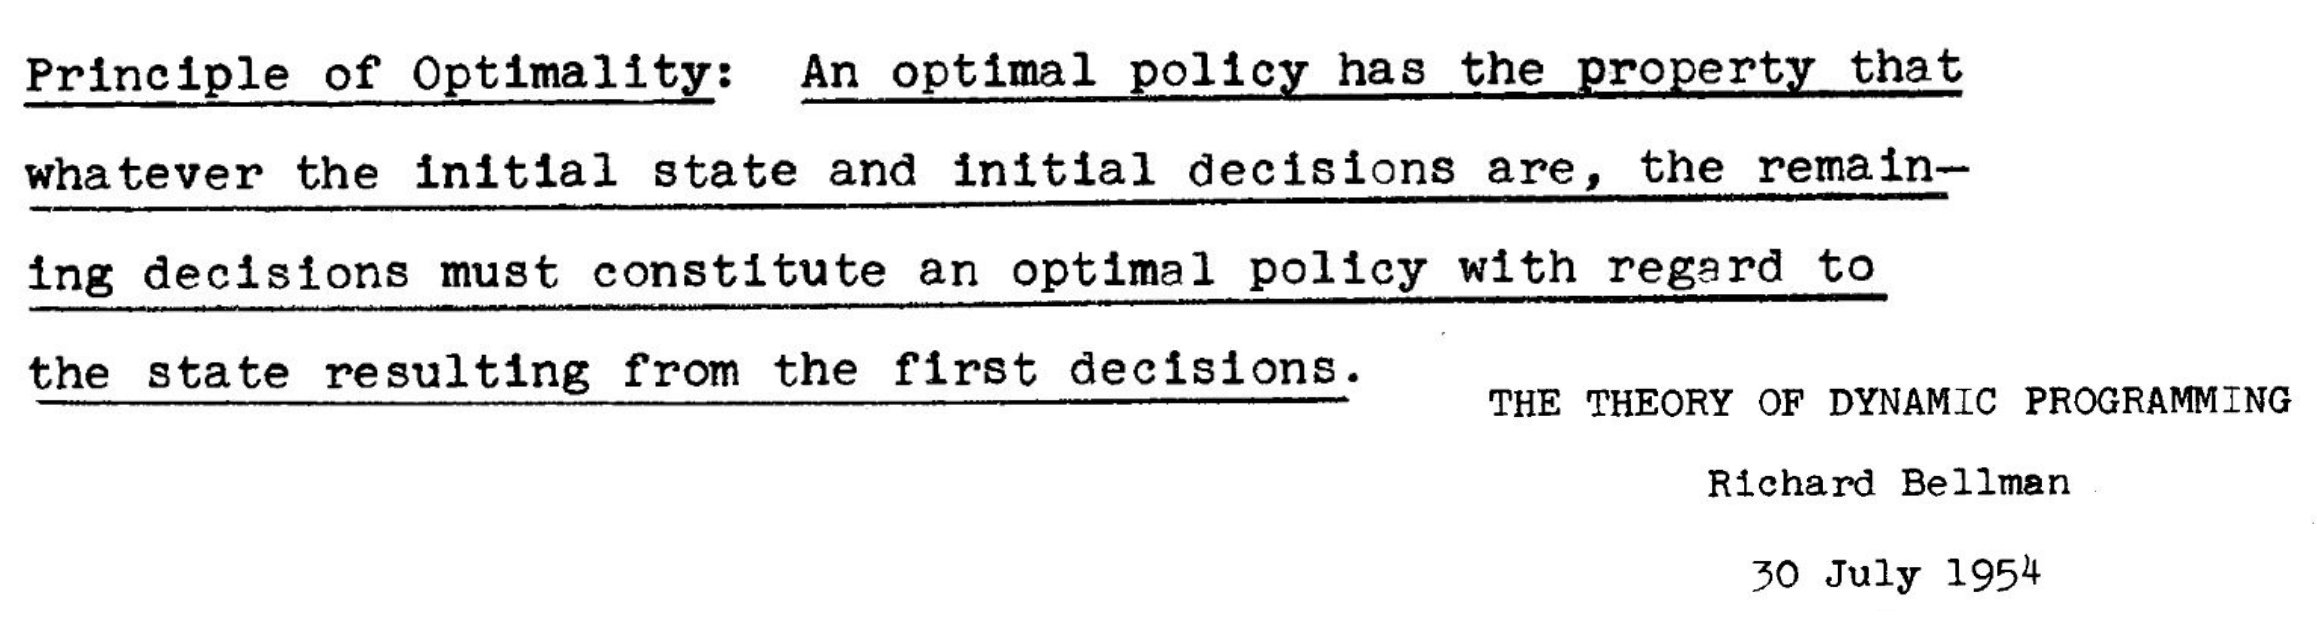 Principle of Optimality: An optimal policy has the property that
whatever the initial state and initial decisions are, the remain-
ing decisions must constitute an optimal policy with regard to
the state resulting from the first decisions.
THE THEORY OF DYNAMIC PROGRAMMING
Richard Bellman
30 July 1954